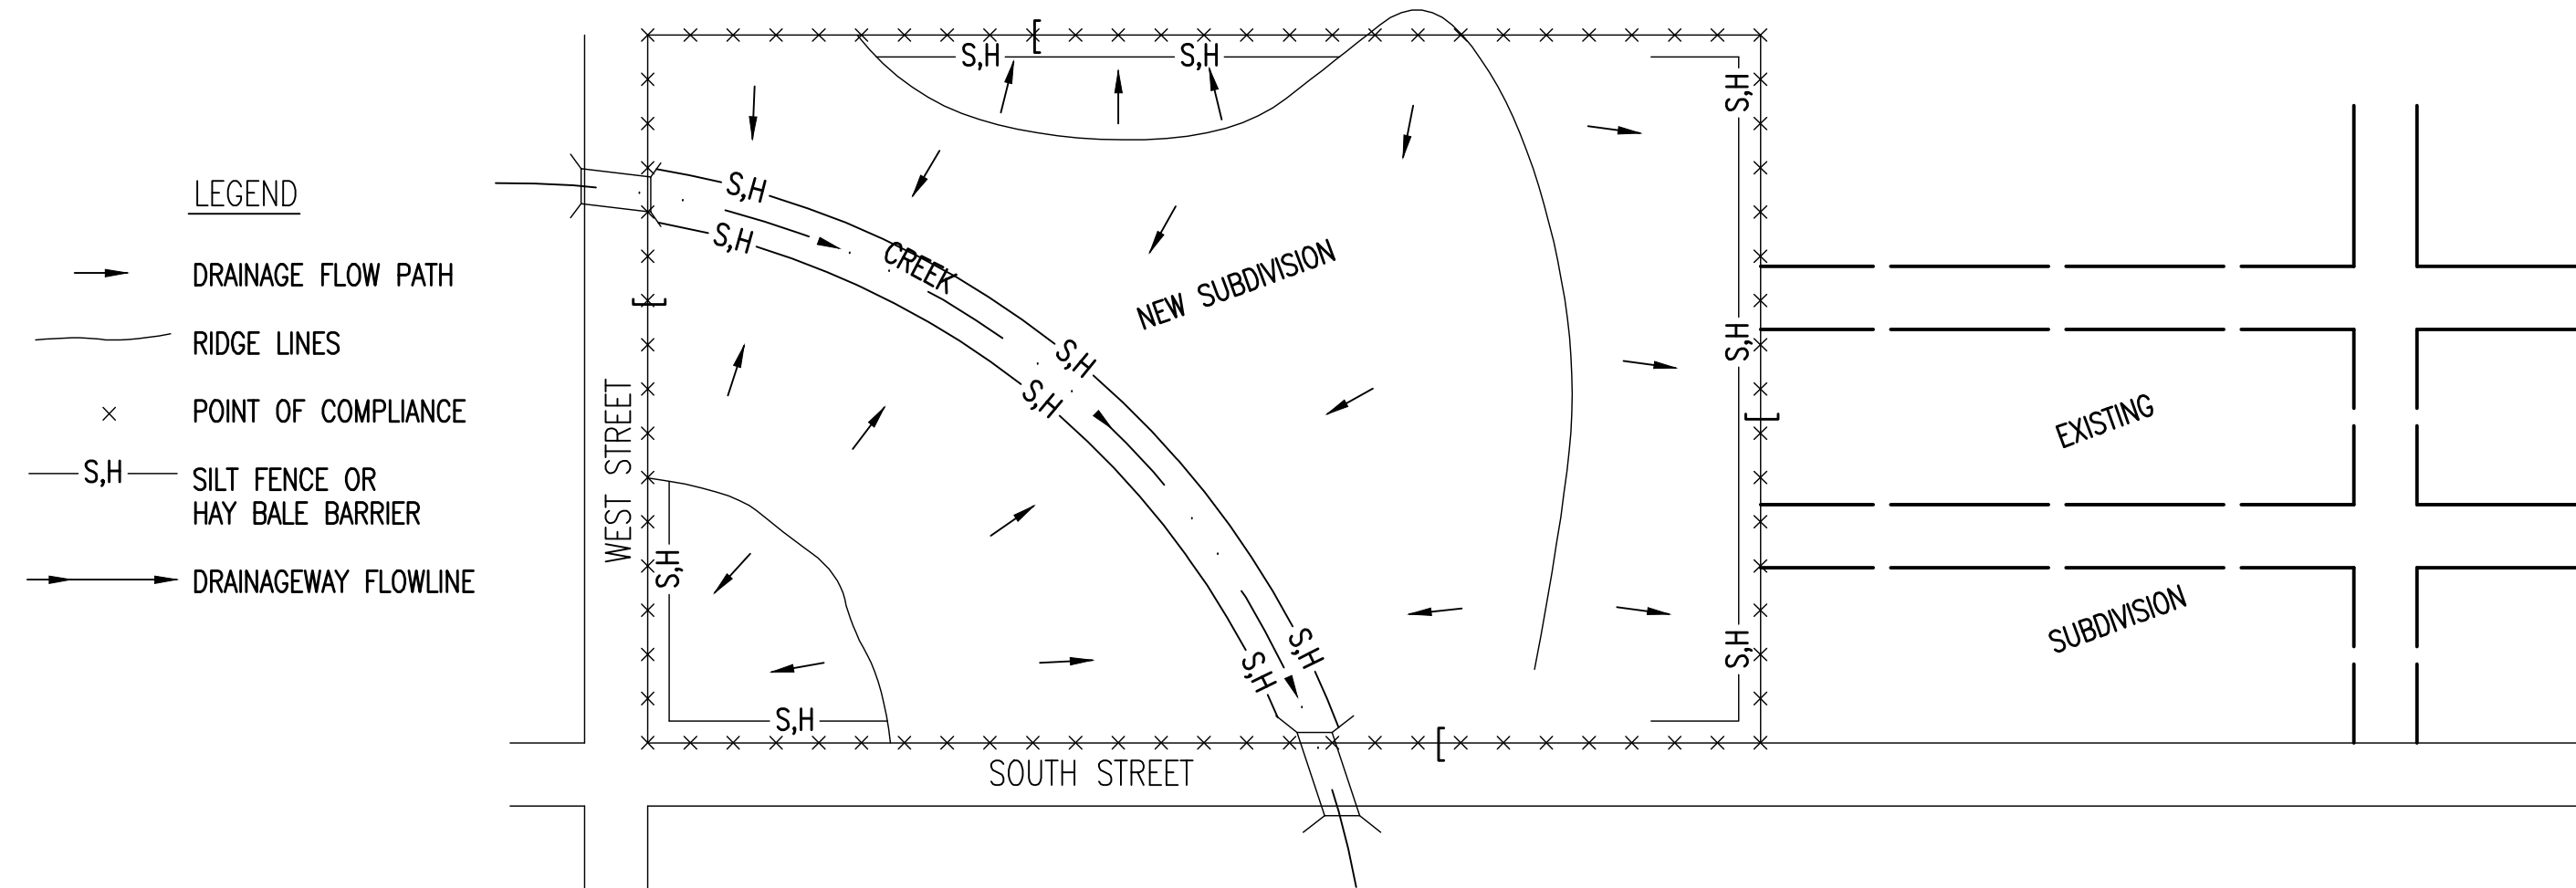 LEGEND
DRAINAGE FLOW PATH
RIDGE LINES
POINT OF COMPLIANCE
S,H
SILT FENCE OR
HAY BALE BARRIER
DRAINAGEWAY FLOWLINE
S,H
S,H
S,H
S,H
S,H
CREEK
NEW SUBDIVISION
S,H
S,H
S,H
WEST STREET
S,H
S,H
S,H
S,H
S,H
SOUTH STREET
EXISTING
SUBDIVISION